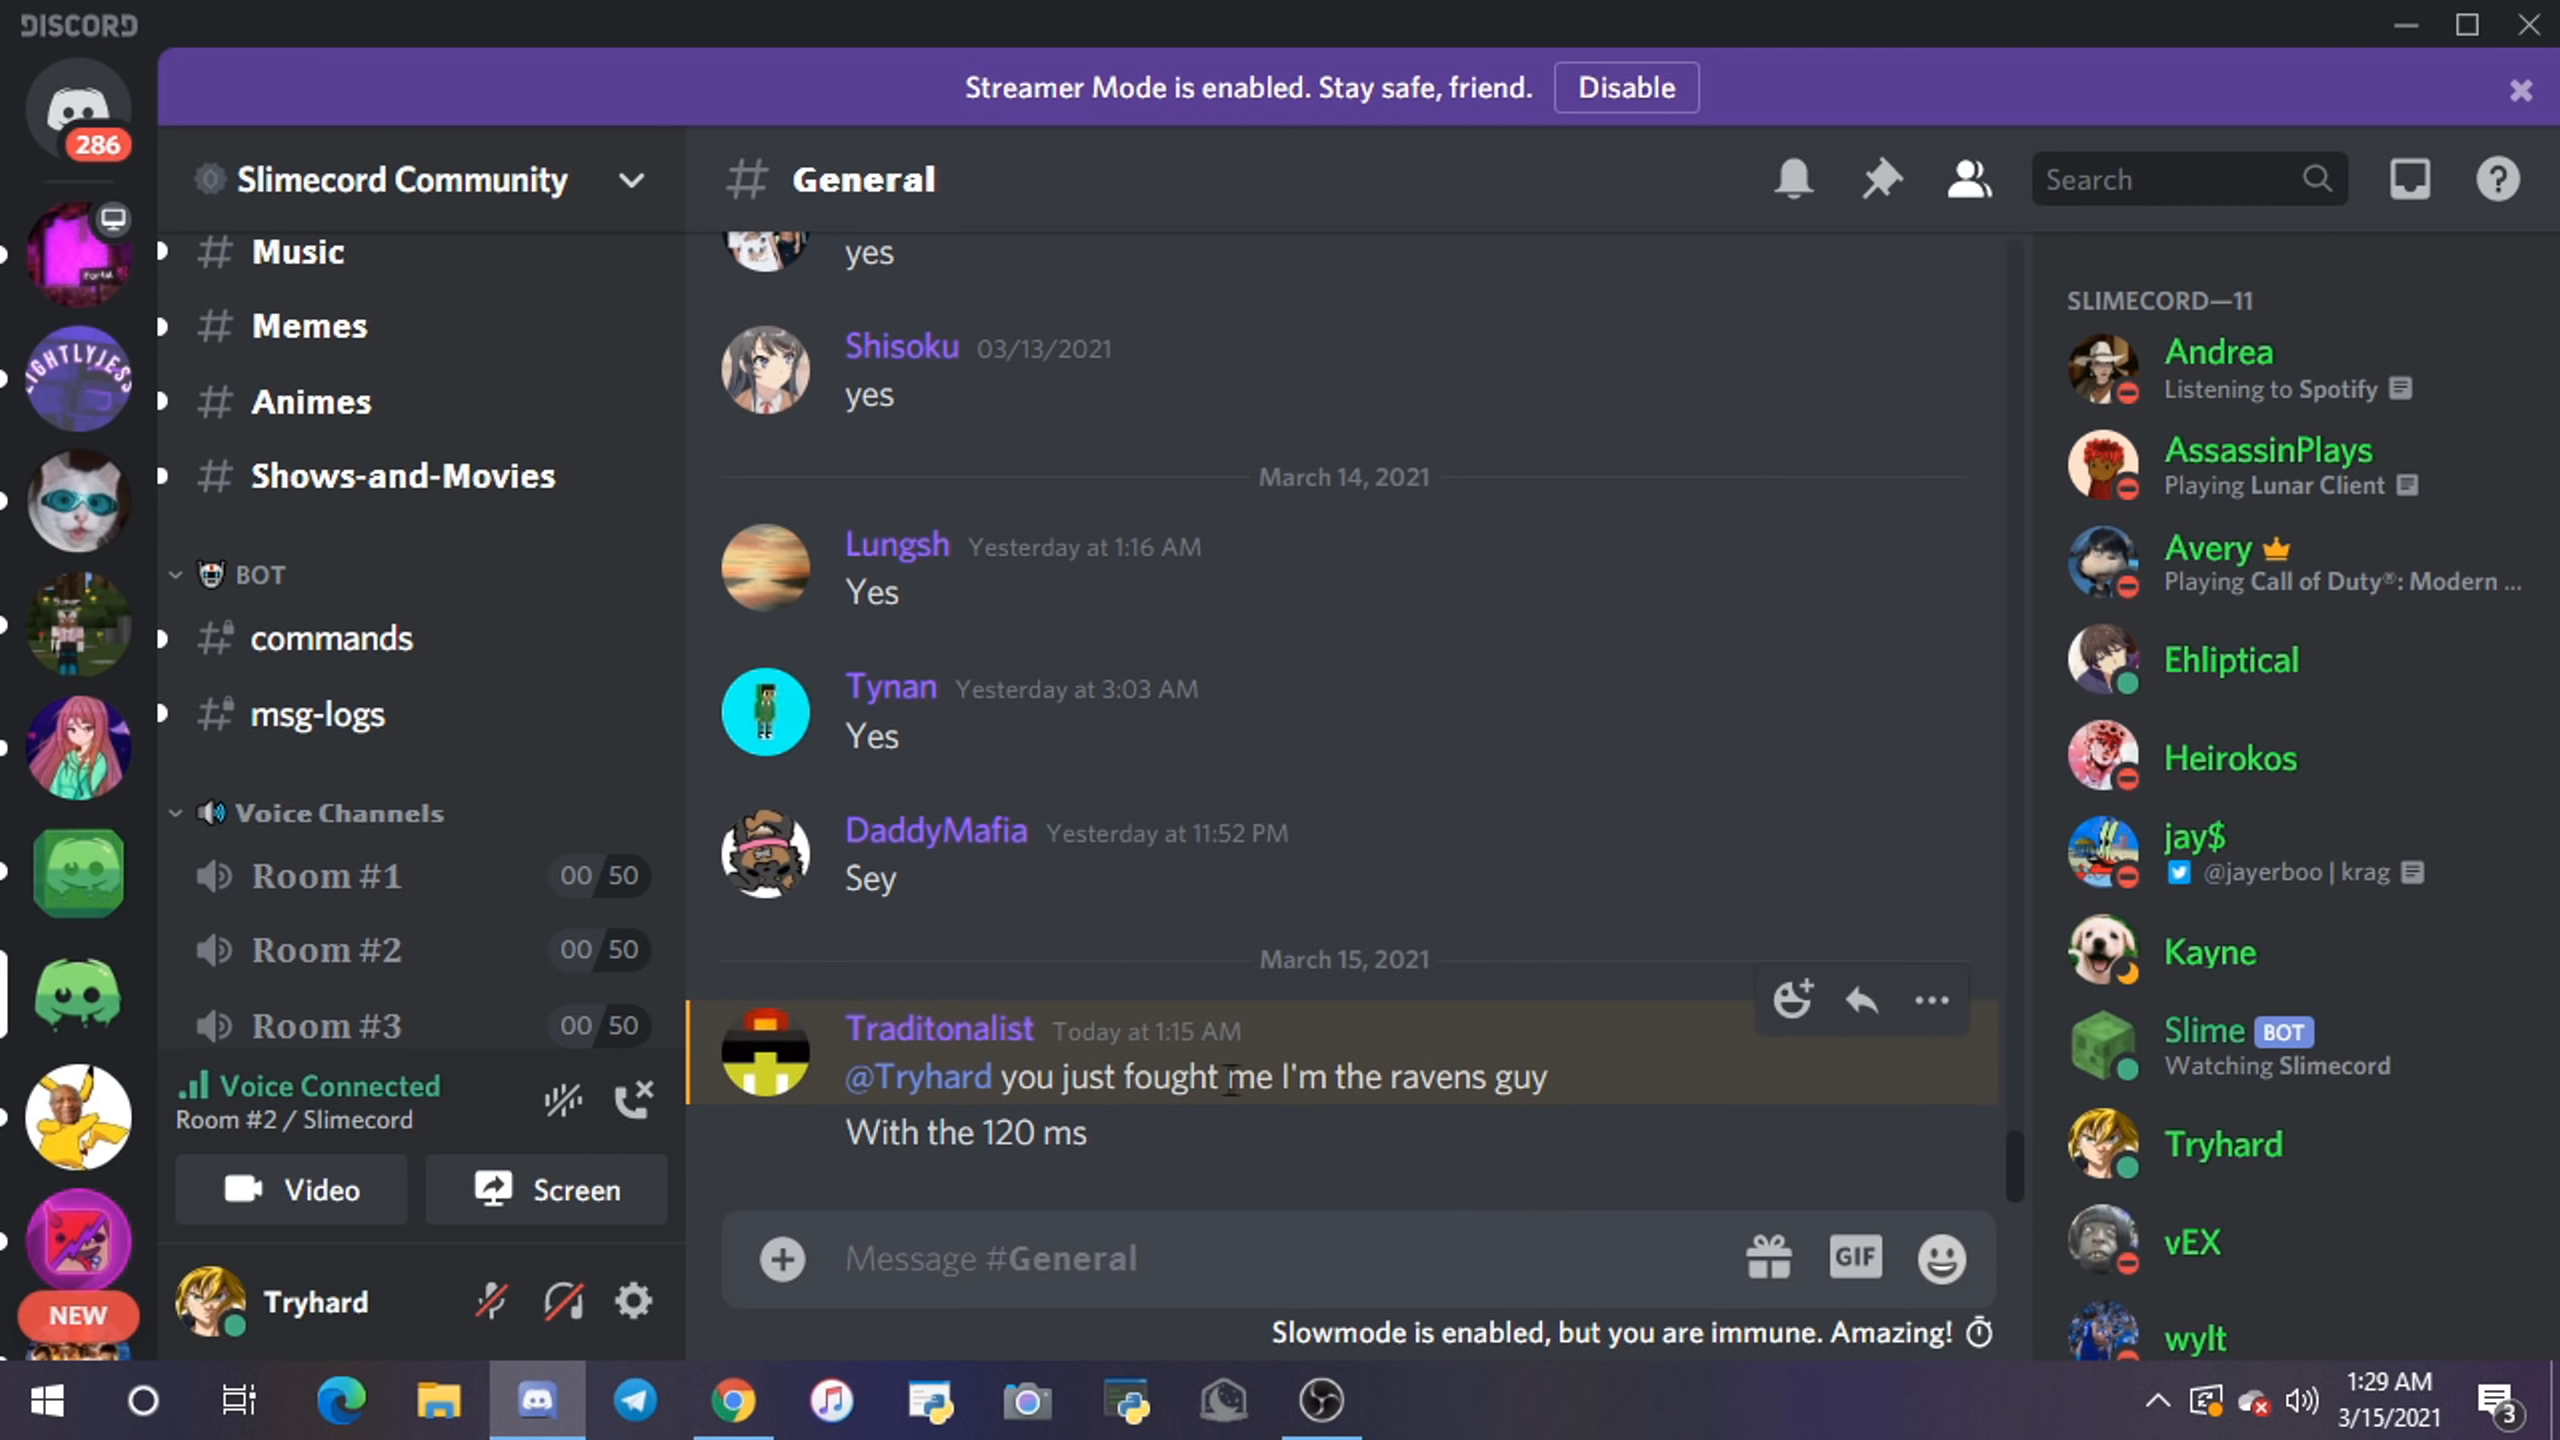 DISCORD
Streamer Mode is enabled. Stay safe, friend.
Disable
286
Slimecord Community
General
Search
Portal
IGHTLYJESS
Music
Memes
Animes
Shows-and-Movies
BOT
commands
msg-logs
Voice Channels
Room #1 00 50
Room #2 00 50
Room #3 00 50
Voice Connected
Room #2 / Slimecord
Video
Screen
NEW
Tryhard
yes
Shisoku 03/13/2021
yes
March 14, 2021
Lungsh Yesterday at 1:16 AM
Yes
Tynan Yesterday at 3:03 AM
Yes
DaddyMafia Yesterday at 11:52 PM
Sey
March 15, 2021
Traditonalist Today at 1:15 AM
@Tryhard you just fought me I'm the ravens guy
With the 120 ms
Message #General
GIF
Slowmode is enabled, but you are immune. Amazing!
SLIMECORD—11
Andrea
Listening to Spotify
AssassinPlays
Playing Lunar Client
Avery
Playing Call of Duty®: Modern ...
Ehliptical
Heirokos
jay$
@jayerboo | krag
Kayne
Slime BOT
Watching Slimecord
Tryhard
vEX
wylt
1:29 AM
3/15/2021
3